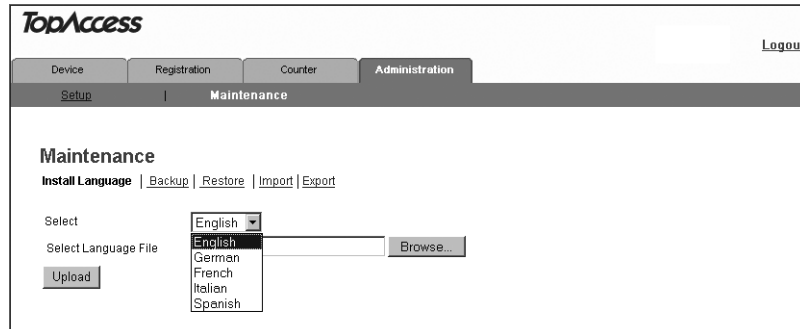 TopAccess
Logou
Device Registration Counter Administration
Setup | Maintenance
Maintenance
Install Language | Backup | Restore | Import | Export
Select English
Select Language File Browse...
English
German
French
Italian
Spanish
Upload